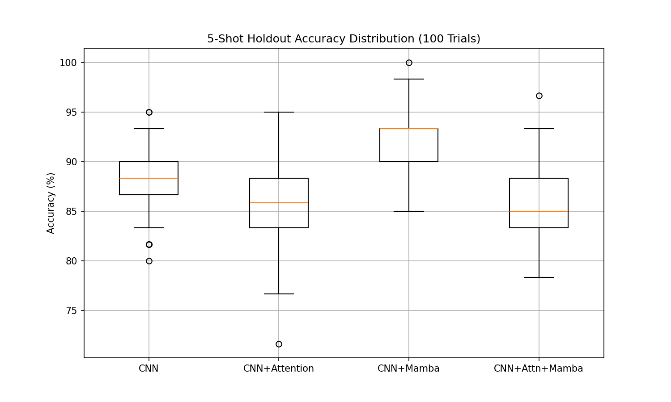 5-Shot Holdout Accuracy Distribution (100 Trials)
Accuracy (%)
100
95
90
85
80
75
CNN
CNN+Attention
CNN+Mamba
CNN+Attn+Mamba